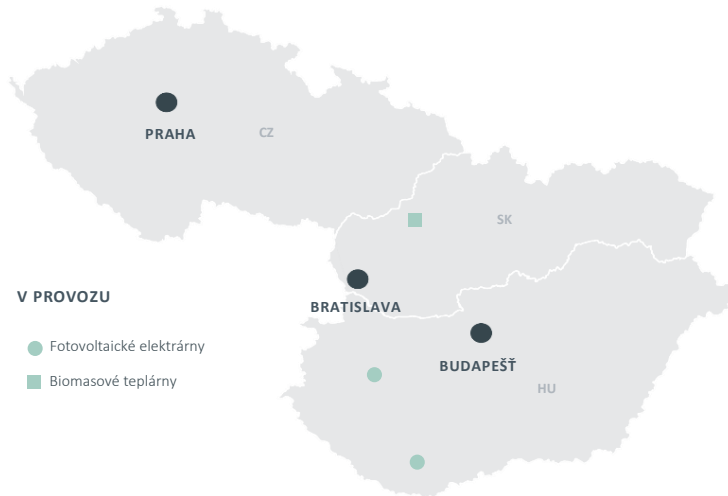 PRAHA
CZ
SK
V PROVOZU
BRATISLAVA
Fotovoltaické elektrárny
BUDAPEŠŤ
Biomasové teplárny
HU